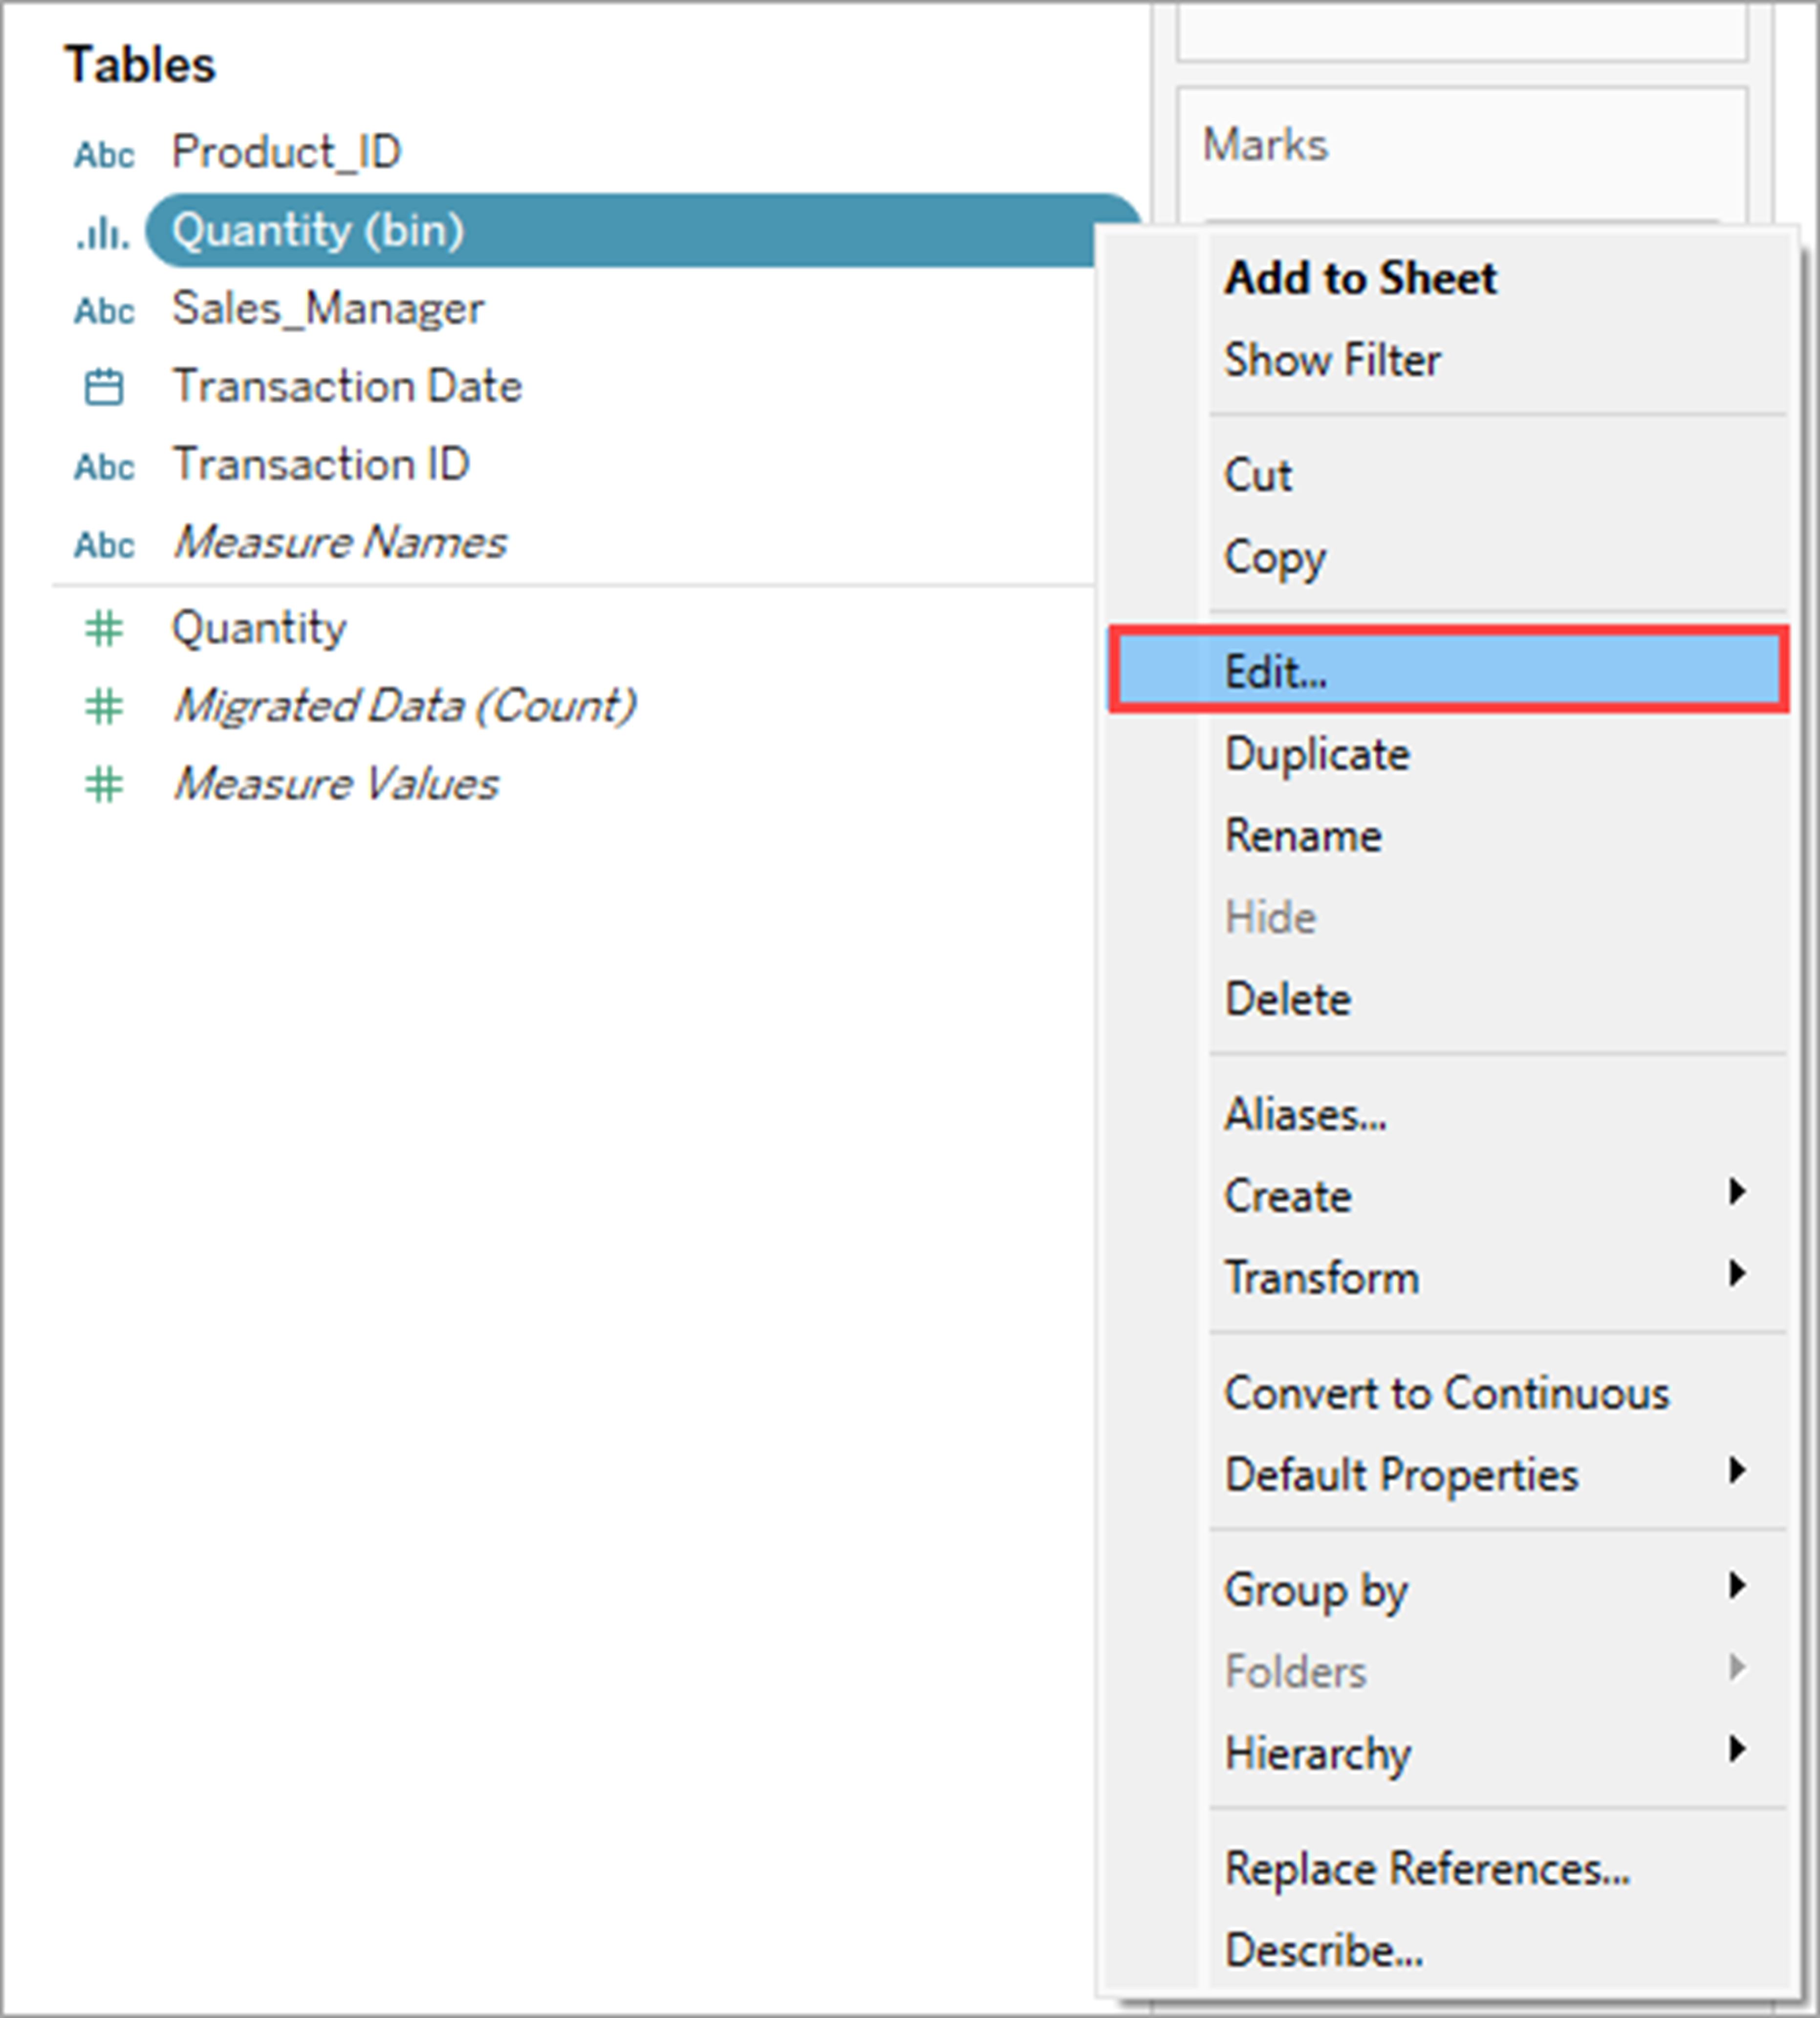 Tables
Abc Product_ID
Quantity (bin)
Abc Sales_Manager
Transaction Date
Abc Transaction ID
Abc Measure Names
# Quantity
# Migrated Data (Count)
# Measure Values
Marks
Add to Sheet
Show Filter
Cut
Copy
Edit...
Duplicate
Rename
Hide
Delete
Aliases...
Create
Transform
Convert to Continuous
Default Properties
Group by
Folders
Hierarchy
Replace References...
Describe...